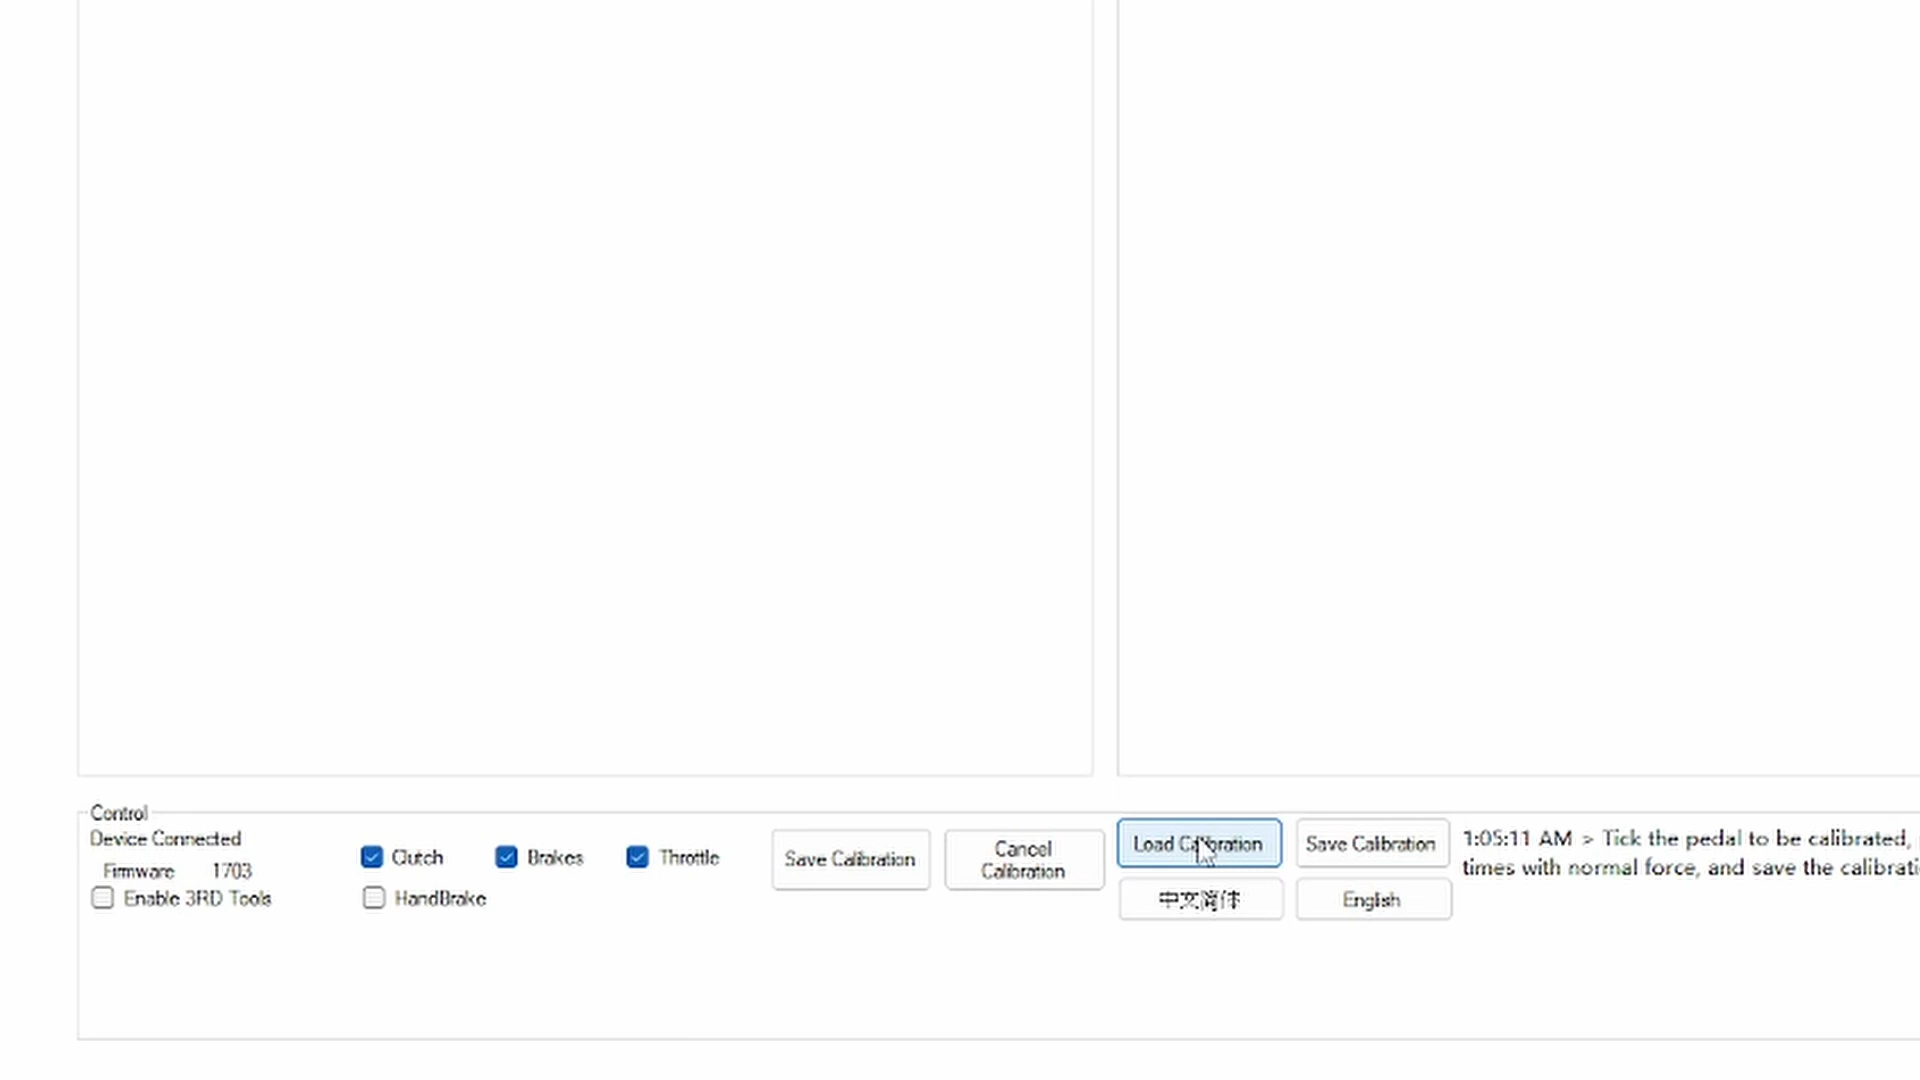 Control
Device Connected
Firmware 1703
Enable 3RD Tools
Clutch
Brakes
Throttle
HandBrake
Save Calibration
Cancel
Calibration
Load Calibration
Save Calibration
中文简体
English
1:05:11 AM > Tick the pedal to be calibrated,
times with normal force, and save the calibrati